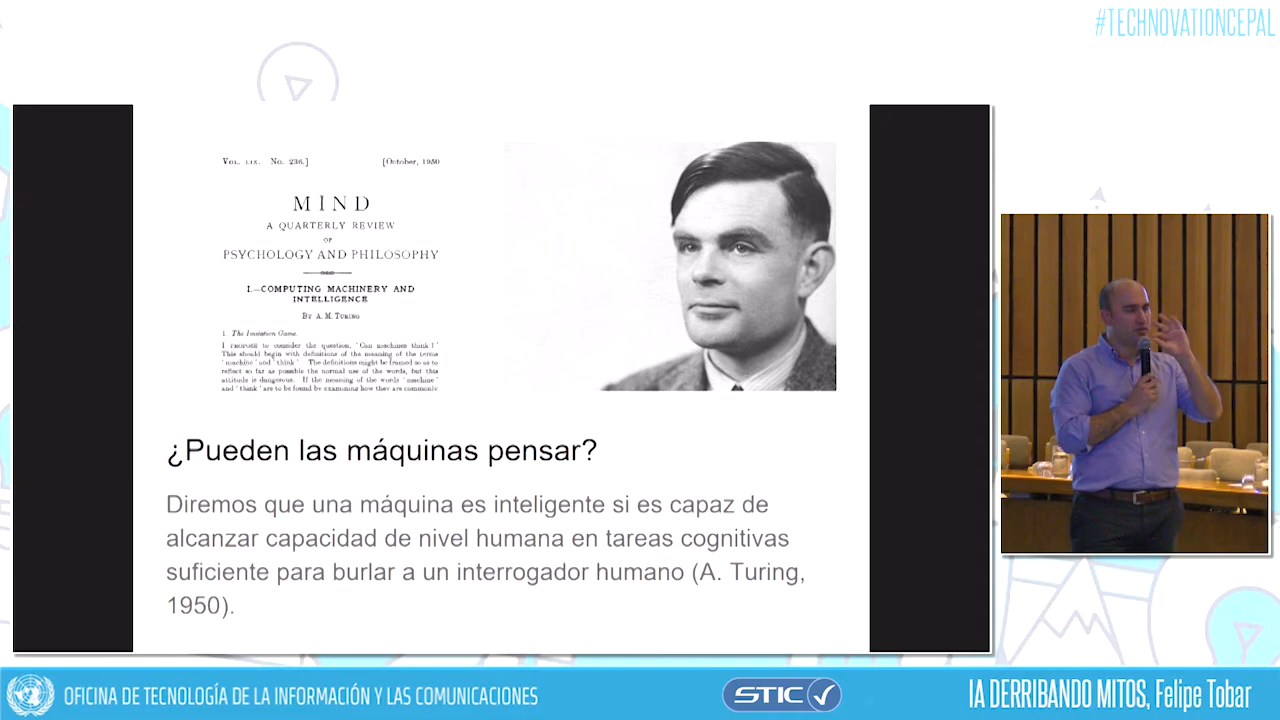 #TECHNOVATIONCEPAL
VOL. LIX. NO. 236.] [October, 1950
MIND
A QUARTERLY REVIEW
OF
PSYCHOLOGY AND PHILOSOPHY
I.—COMPUTING MACHINERY AND
INTELLIGENCE
BY A. M. TURING
1. The Imitation Game.
I PROPOSE to consider the question, 'Can machines think?'
This should begin with definitions of the meaning of the terms
'machine' and 'think'. The definitions might be framed so as to
reflect so far as possible the normal use of the words, but this
attitude is dangerous. If the meaning of the words 'machine'
and 'think' are to be found by examining how they are commonly
¿Pueden las máquinas pensar?
Diremos que una máquina es inteligente si es capaz de
alcanzar capacidad de nivel humana en tareas cognitivas
suficiente para burlar a un interrogador humano (A. Turing,
1950).
OFICINA DE TECNOLOGÍA DE LA INFORMACIÓN Y LAS COMUNICACIONES
STIC
IA DERRIBANDO MITOS, Felipe Tobar